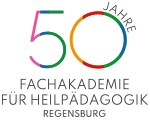 50 JAHRE
FACHAKADEMIE
FÜR HEILPÄDAGOGIK
REGENSBURG